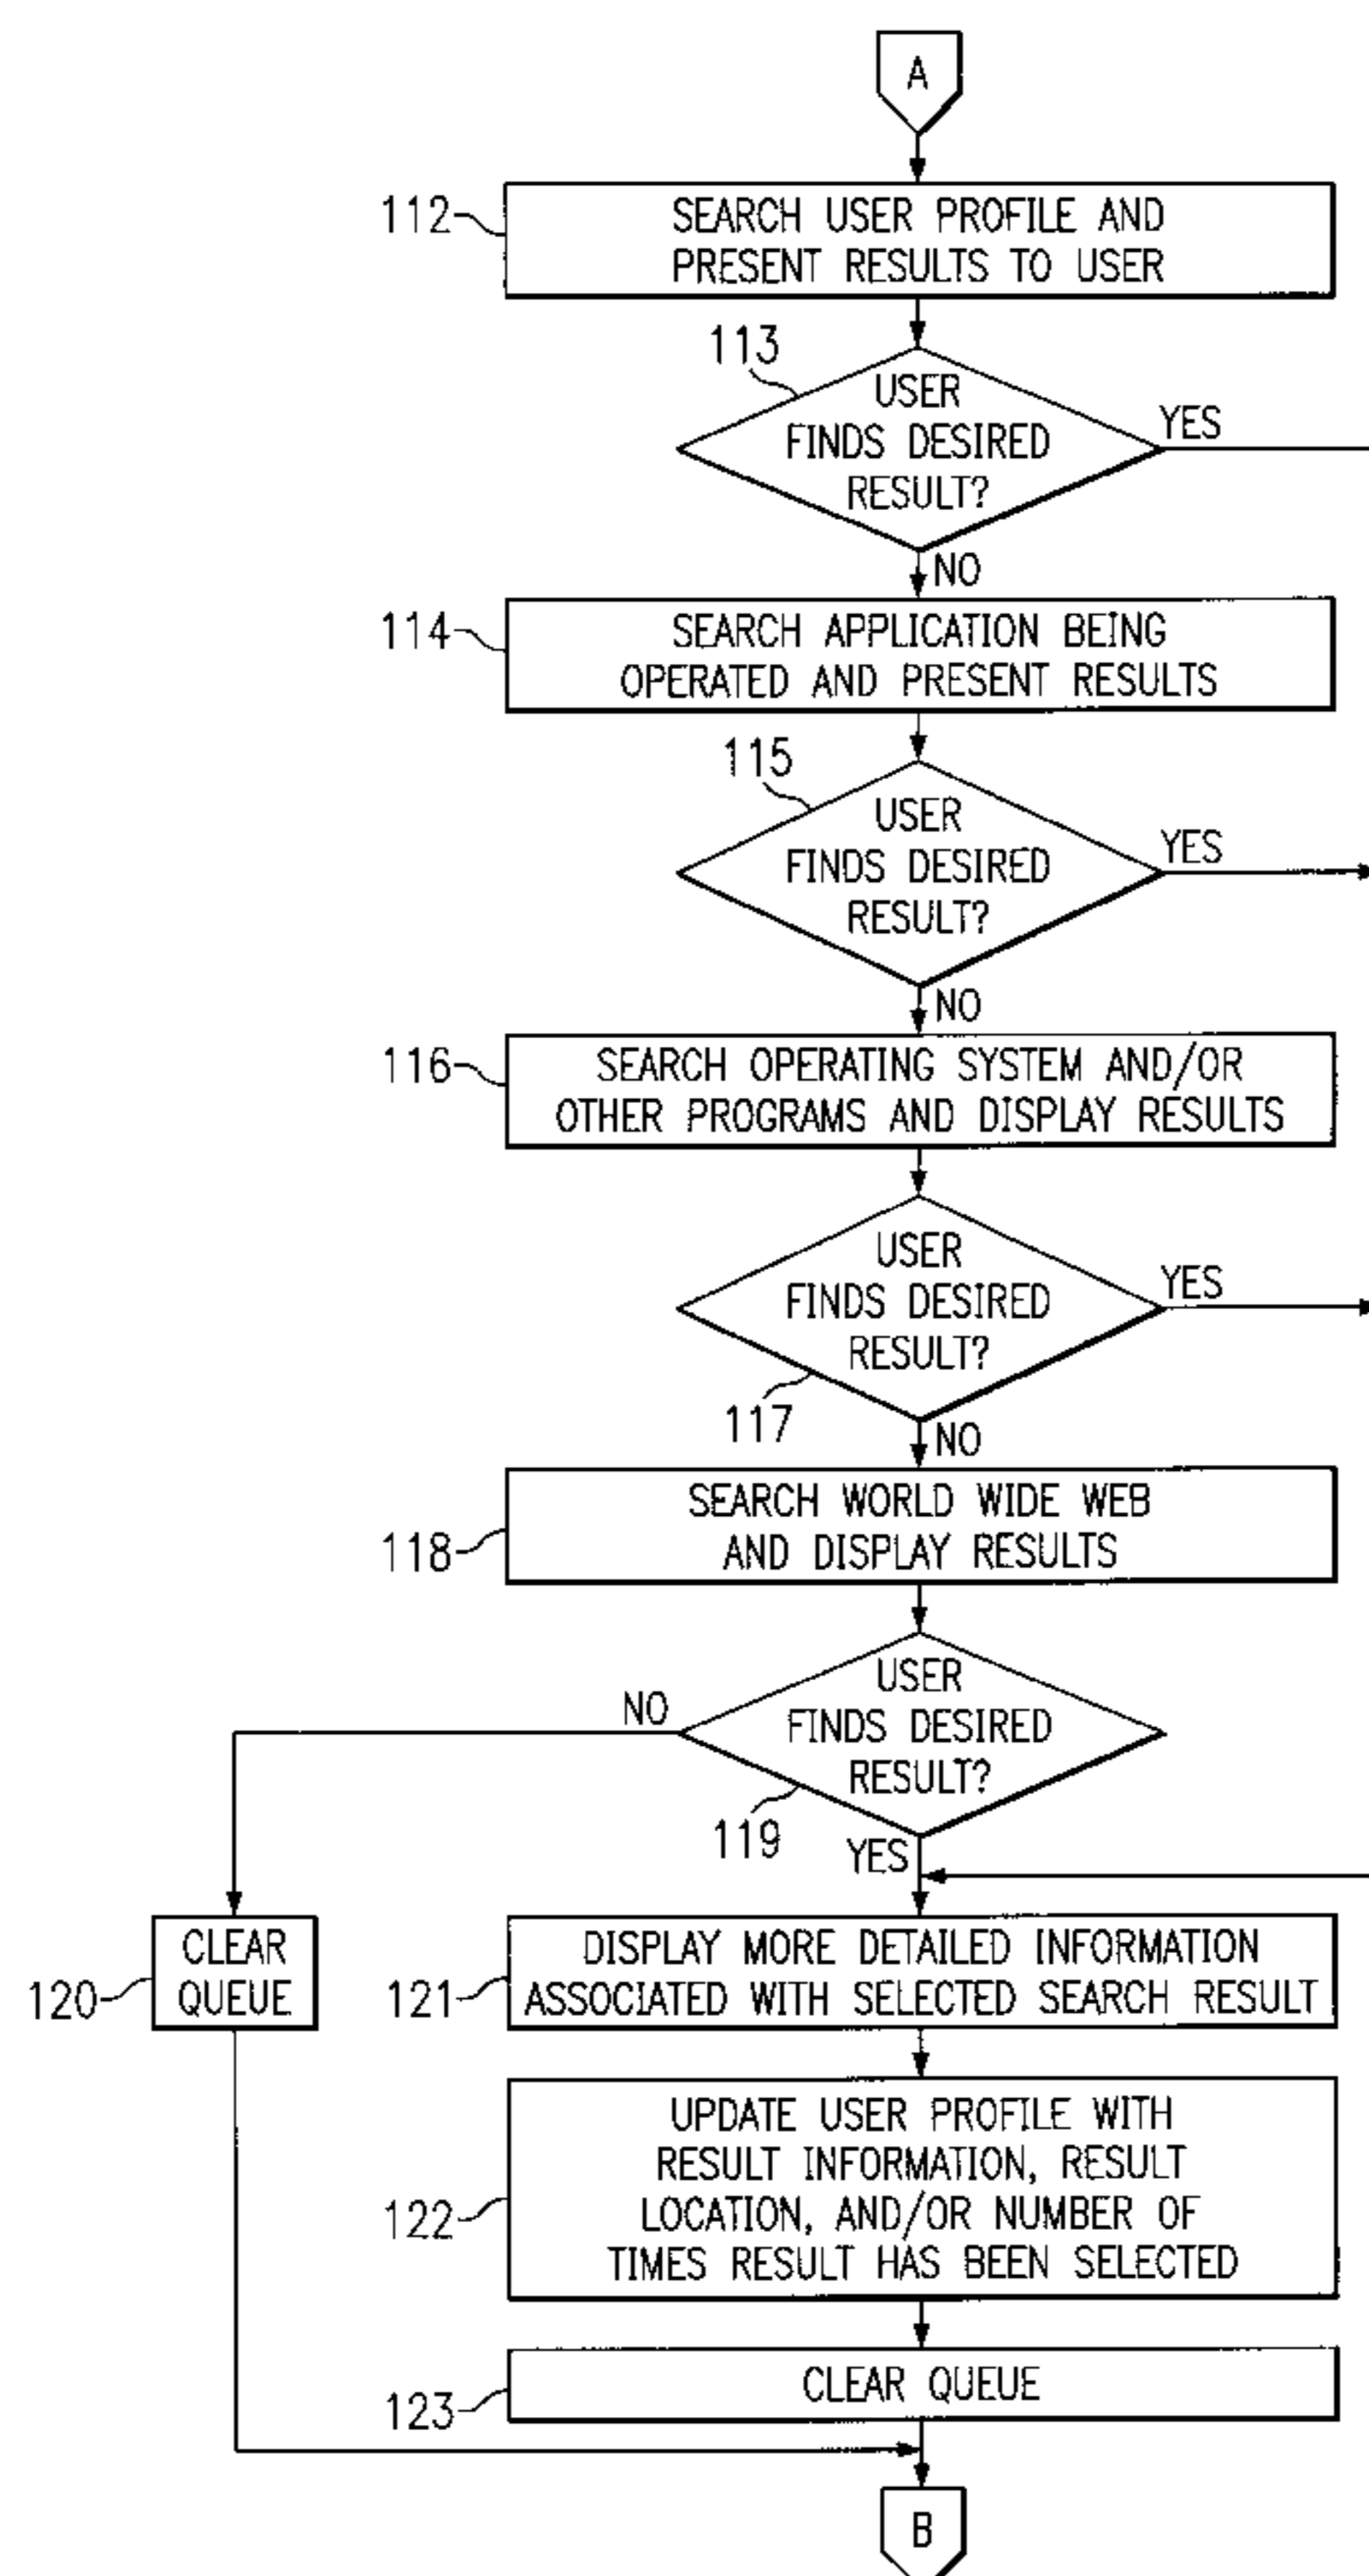 A
112
SEARCH USER PROFILE AND
PRESENT RESULTS TO USER
113
USER
FINDS DESIRED
RESULT?
YES
NO
114
SEARCH APPLICATION BEING
OPERATED AND PRESENT RESULTS
115
USER
FINDS DESIRED
RESULT?
YES
NO
116
SEARCH OPERATING SYSTEM AND/OR
OTHER PROGRAMS AND DISPLAY RESULTS
USER
FINDS DESIRED
RESULT?
YES
117
NO
118
SEARCH WORLD WIDE WEB
AND DISPLAY RESULTS
USER
FINDS DESIRED
RESULT?
NO
119
YES
120
CLEAR
QUEUE
121
DISPLAY MORE DETAILED INFORMATION
ASSOCIATED WITH SELECTED SEARCH RESULT
122
UPDATE USER PROFILE WITH
RESULT INFORMATION, RESULT
LOCATION, AND/OR NUMBER OF
TIMES RESULT HAS BEEN SELECTED
123
CLEAR QUEUE
B